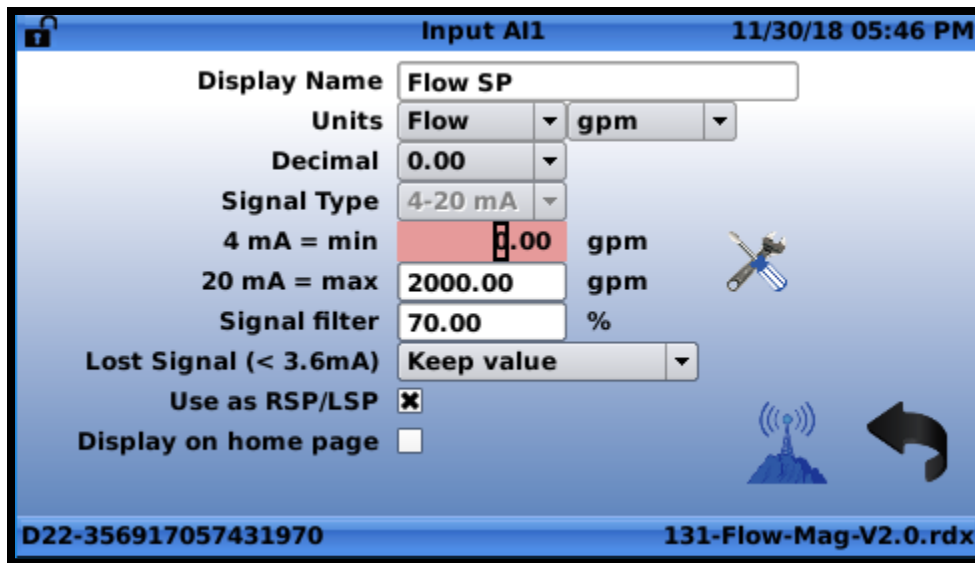 Input AI1 11/30/18 05:46 PM
Display Name Flow SP
Units Flow gpm
Decimal 0.00
Signal Type 4-20 mA
4 mA = min 0.00 gpm
20 mA = max 2000.00 gpm
Signal filter 70.00 %
Lost Signal (< 3.6mA) Keep value
Use as RSP/LSP
Display on home page
D22-356917057431970 131-Flow-Mag-V2.0.rdx